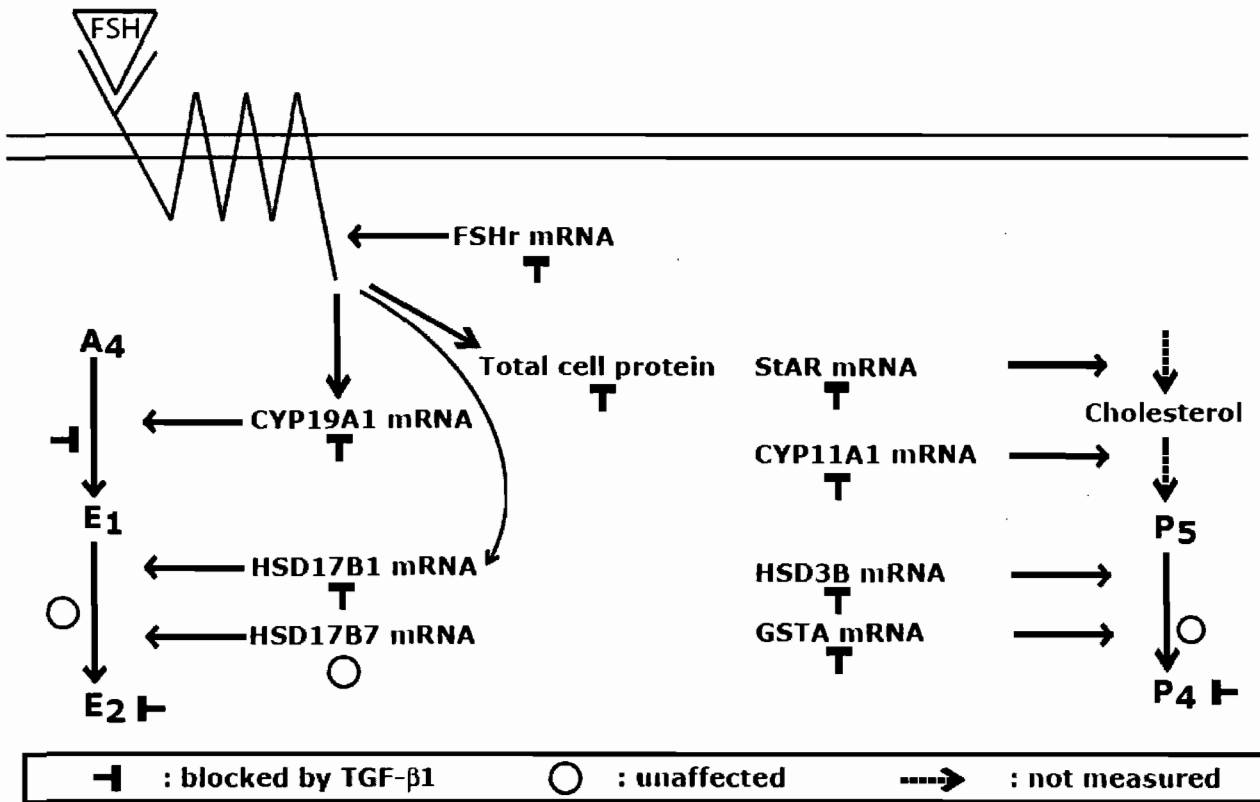 FSH
FSHr mRNA
A4
Total cell protein
StAR mRNA
Cholesterol
CYP19A1 mRNA
CYP11A1 mRNA
E1
P5
HSD17B1 mRNA
HSD3B mRNA
HSD17B7 mRNA
GSTA mRNA
E2
P4
: blocked by TGF-β1 : unaffected : not measured